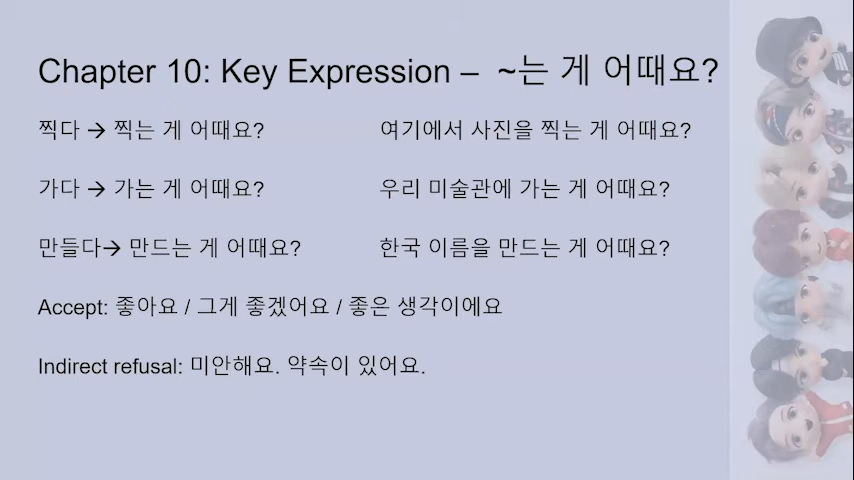 Chapter 10: Key Expression – ~는 게 어때요?
찍다 → 찍는 게 어때요? 여기에서 사진을 찍는 게 어때요?
가다 → 가는 게 어때요? 우리 미술관에 가는 게 어때요?
만들다→ 만드는 게 어때요? 한국 이름을 만드는 게 어때요?
Accept: 좋아요 / 그게 좋겠어요 / 좋은 생각이에요
Indirect refusal: 미안해요. 약속이 있어요.